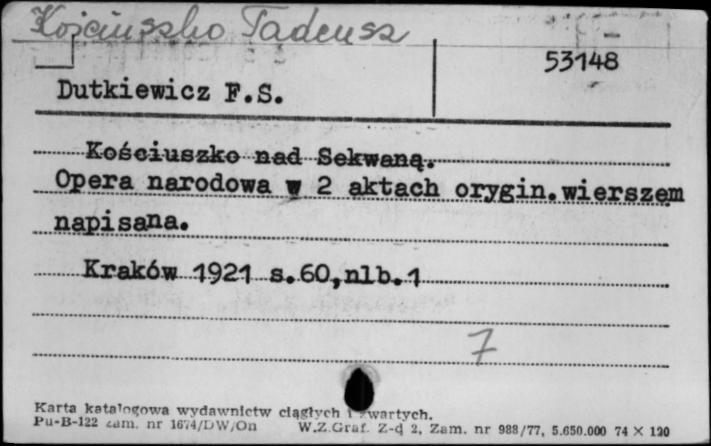 Kościuszko Tadeusz
53148
Dutkiewicz F.S.
Kościuszko nad Sekwaną.
Opera narodowa w 2 aktach orygin.wierszem
napisana.
Kraków 1921 s.60,nlb.1
7
Karta katalogowa wydawnictw ciągłych i zwartych.
Pu-B-122 zam. nr 1674/DW/On W.Z.Graf. Z-d 2, Zam. nr 988/77, 5.650.000 74 X 120